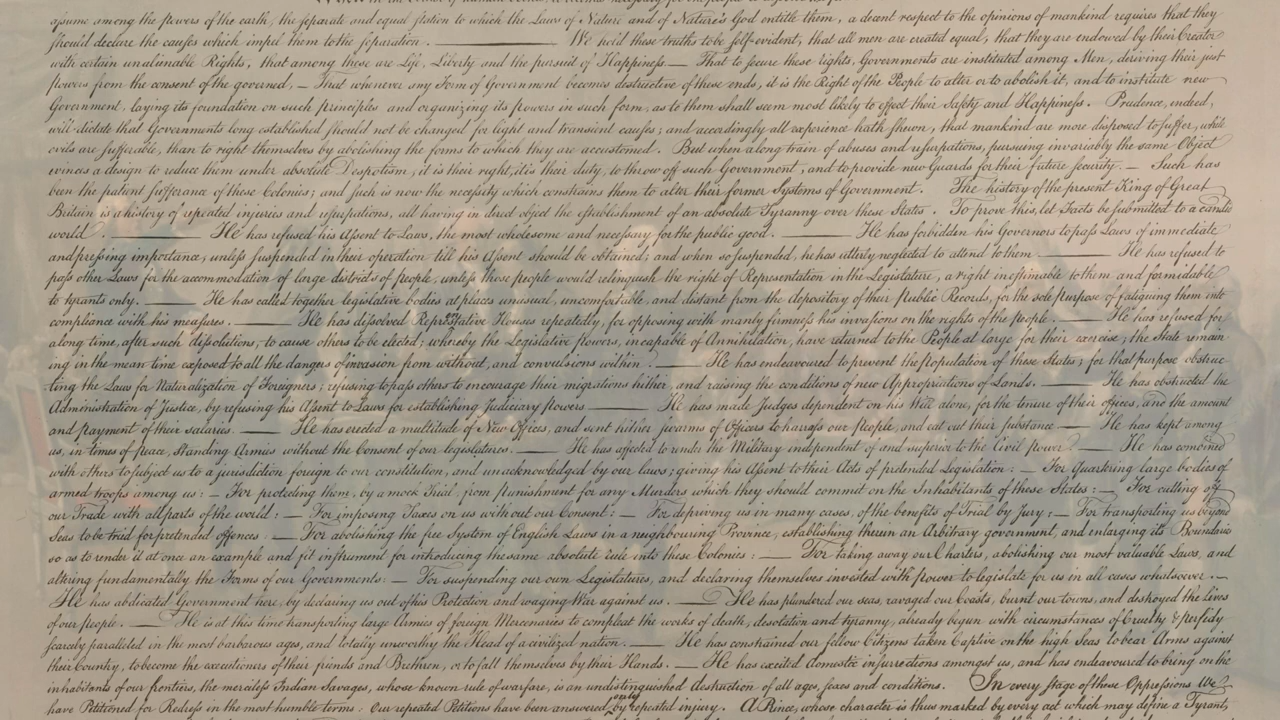 When in the Course of human events, it becomes necessary for one people to
assume among the powers of the earth, the separate and equal station to which the Laws of Nature and of Nature's God entitle them, a decent respect to the opinions of mankind requires that they
should declare the causes which impel them to the separation. ——— We hold these truths to be self-evident, that all men are created equal, that they are endowed by their Creator
with certain unalienable Rights, that among these are Life, Liberty and the pursuit of Happiness. — That to secure these rights, Governments are instituted among Men, deriving their just
powers from the consent of the governed, — That whenever any Form of Government becomes destructive of these ends, it is the Right of the People to alter or to abolish it, and to institute new
Government, laying its foundation on such principles and organizing its powers in such form, as to them shall seem most likely to effect their Safety and Happiness. Prudence, indeed,
will dictate that Governments long established should not be changed for light and transient causes; and accordingly all experience hath shewn, that mankind are more disposed to suffer, while
evils are sufferable, than to right themselves by abolishing the forms to which they are accustomed. But when a long train of abuses and usurpations, pursuing invariably the same Object
evinces a design to reduce them under absolute Despotism, it is their right, it is their duty, to throw off such Government, and to provide new Guards for their future security. — Such has
been the patient sufferance of these Colonies; and such is now the necessity which constrains them to alter their former Systems of Government. The history of the present King of Great
Britain is a history of repeated injuries and usurpations, all having in direct object the establishment of an absolute Tyranny over these States. To prove this, let Facts be submitted to a candid
world. ——— He has refused his Assent to Laws, the most wholesome and necessary for the public good. ——— He has forbidden his Governors to pass Laws of immediate
and pressing importance, unless suspended in their operation till his Assent should be obtained; and when so suspended, he has utterly neglected to attend to them. ——— He has refused to
pass other Laws for the accommodation of large districts of people, unless those people would relinquish the right of Representation in the Legislature, a right inestimable to them and formidable
to tyrants only. ——— He has called together legislative bodies at places unusual, uncomfortable, and distant from the depository of their Public Records, for the sole purpose of fatiguing them into
compliance with his measures. ——— He has dissolved Representative Houses repeatedly, for opposing with manly firmness his invasions on the rights of the people. ——— He has refused for
a long time, after such dissolutions, to cause others to be elected; whereby the Legislative powers, incapable of Annihilation, have returned to the People at large for their exercise; the State remain
ing in the mean time exposed to all the dangers of invasion from without, and convulsions within. ——— He has endeavoured to prevent the population of these States; for that purpose obstruc
ting the Laws for Naturalization of Foreigners; refusing to pass others to encourage their migrations hither, and raising the conditions of new Appropriations of Lands. ——— He has obstructed the
Administration of Justice, by refusing his Assent to Laws for establishing Judiciary powers ——— He has made Judges dependent on his Will alone, for the tenure of their offices, and the amount
and payment of their salaries. ——— He has erected a multitude of New Offices, and sent hither swarms of Officers to harrass our People, and eat out their substance — He has kept among
us, in times of peace, Standing Armies without the Consent of our legislatures. ——— He has affected to render the Military independent of and superior to the Civil power. ——— He has combined
with others to subject us to a jurisdiction foreign to our constitution, and unacknowledged by our laws; giving his Assent to their Acts of pretended Legislation: — For Quartering large bodies of
armed troops among us: — For protecting them, by a mock Trial, from punishment for any Murders which they should commit on the Inhabitants of these States: — For cutting off
our Trade with all parts of the world: — For imposing Taxes on us without our Consent: — For depriving us in many cases, of the benefits of Trial by Jury: — For transporting us beyond
Seas to be tried for pretended offences — For abolishing the free System of English Laws in a neighbouring Province, establishing therein an Arbitrary government, and enlarging its Boundaries
so as to render it at once an example and fit instrument for introducing the same absolute rule into these Colonies: — For taking away our Charters, abolishing our most valuable Laws, and
altering fundamentally the Forms of our Governments: — For suspending our own Legislatures, and declaring themselves invested with power to legislate for us in all cases whatsoever. —
He has abdicated Government here, by declaring us out of his Protection and waging War against us. ——— He has plundered our seas, ravaged our Coasts, burnt our towns, and destroyed the lives
of our people. — He is at this time transporting large Armies of foreign Mercenaries to compleat the works of death, desolation and tyranny, already begun with circumstances of Cruelty & perfidy
scarcely paralleled in the most barbarous ages, and totally unworthy the Head of a civilized nation. ——— He has constrained our fellow Citizens taken Captive on the high Seas to bear Arms against
their Country, to become the executioners of their friends and Brethren, or to fall themselves by their Hands. — He has excited domestic insurrections amongst us, and has endeavoured to bring on the
inhabitants of our frontiers, the merciless Indian Savages, whose known rule of warfare, is an undistinguished destruction of all ages, sexes and conditions. In every stage of these Oppressions We
have Petitioned for Redress in the most humble terms: Our repeated Petitions have been answered only by repeated injury. A Prince, whose character is thus marked by every act which may define a Tyrant,